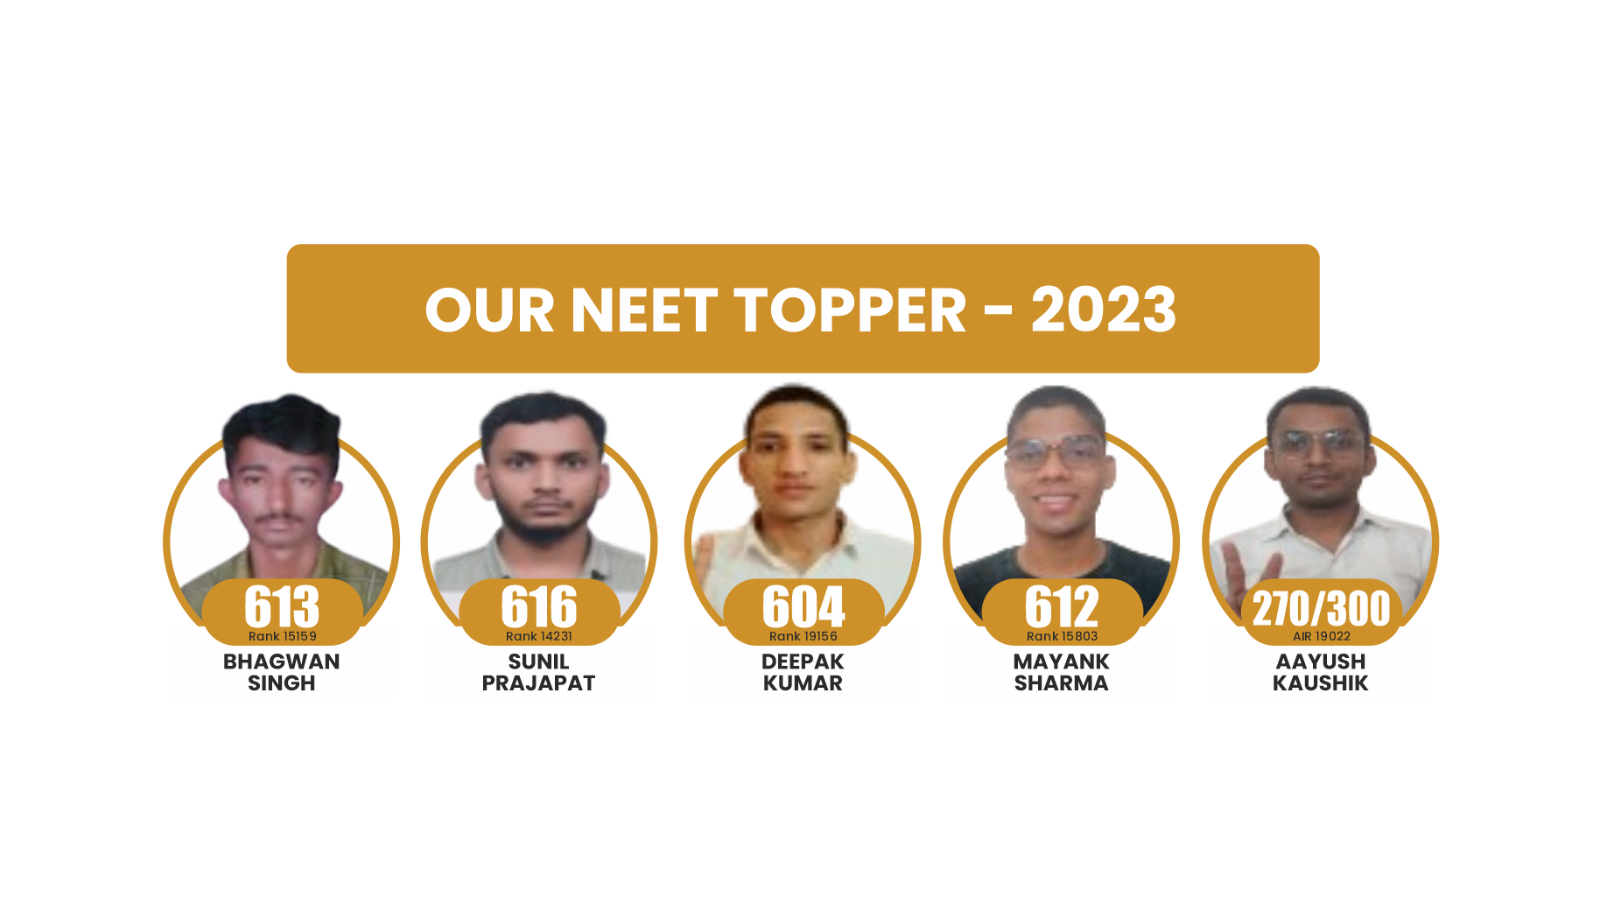 OUR NEET TOPPER - 2023
613
Rank 15159
BHAGWAN
SINGH
616
Rank 14231
SUNIL
PRAJAPAT
604
Rank 19156
DEEPAK
KUMAR
612
Rank 15803
MAYANK
SHARMA
270/300
AIR 19022
AAYUSH
KAUSHIK